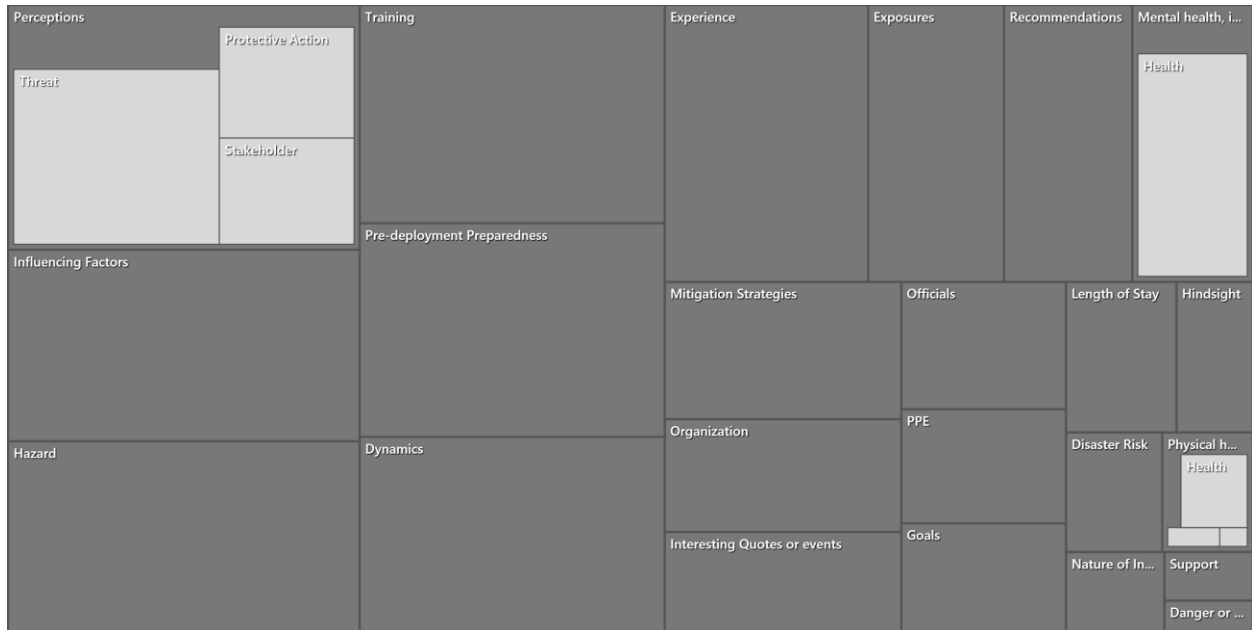 Perceptions
Protective Action
Threat
Stakeholder
Influencing Factors
Hazard
Training
Pre-deployment Preparedness
Dynamics
Experience
Exposures
Recommendations
Mental health, i...
Health
Mitigation Strategies
Officials
Length of Stay
Hindsight
Organization
PPE
Disaster Risk
Physical h...
Health
Interesting Quotes or events
Goals
Nature of In...
Support
Danger or ...